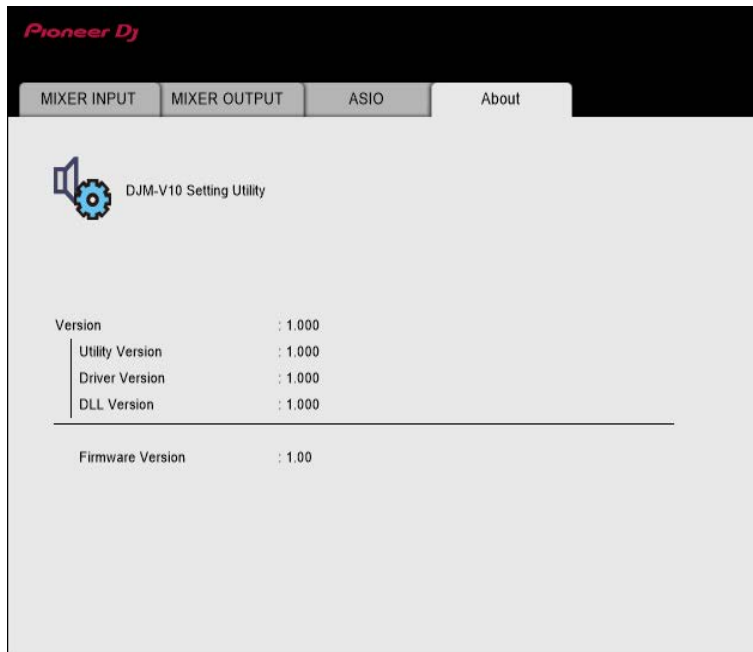 Pioneer Dj
MIXER INPUT MIXER OUTPUT ASIO About
DJM-V10 Setting Utility
Version : 1.000
Utility Version : 1.000
Driver Version : 1.000
DLL Version : 1.000
Firmware Version : 1.00